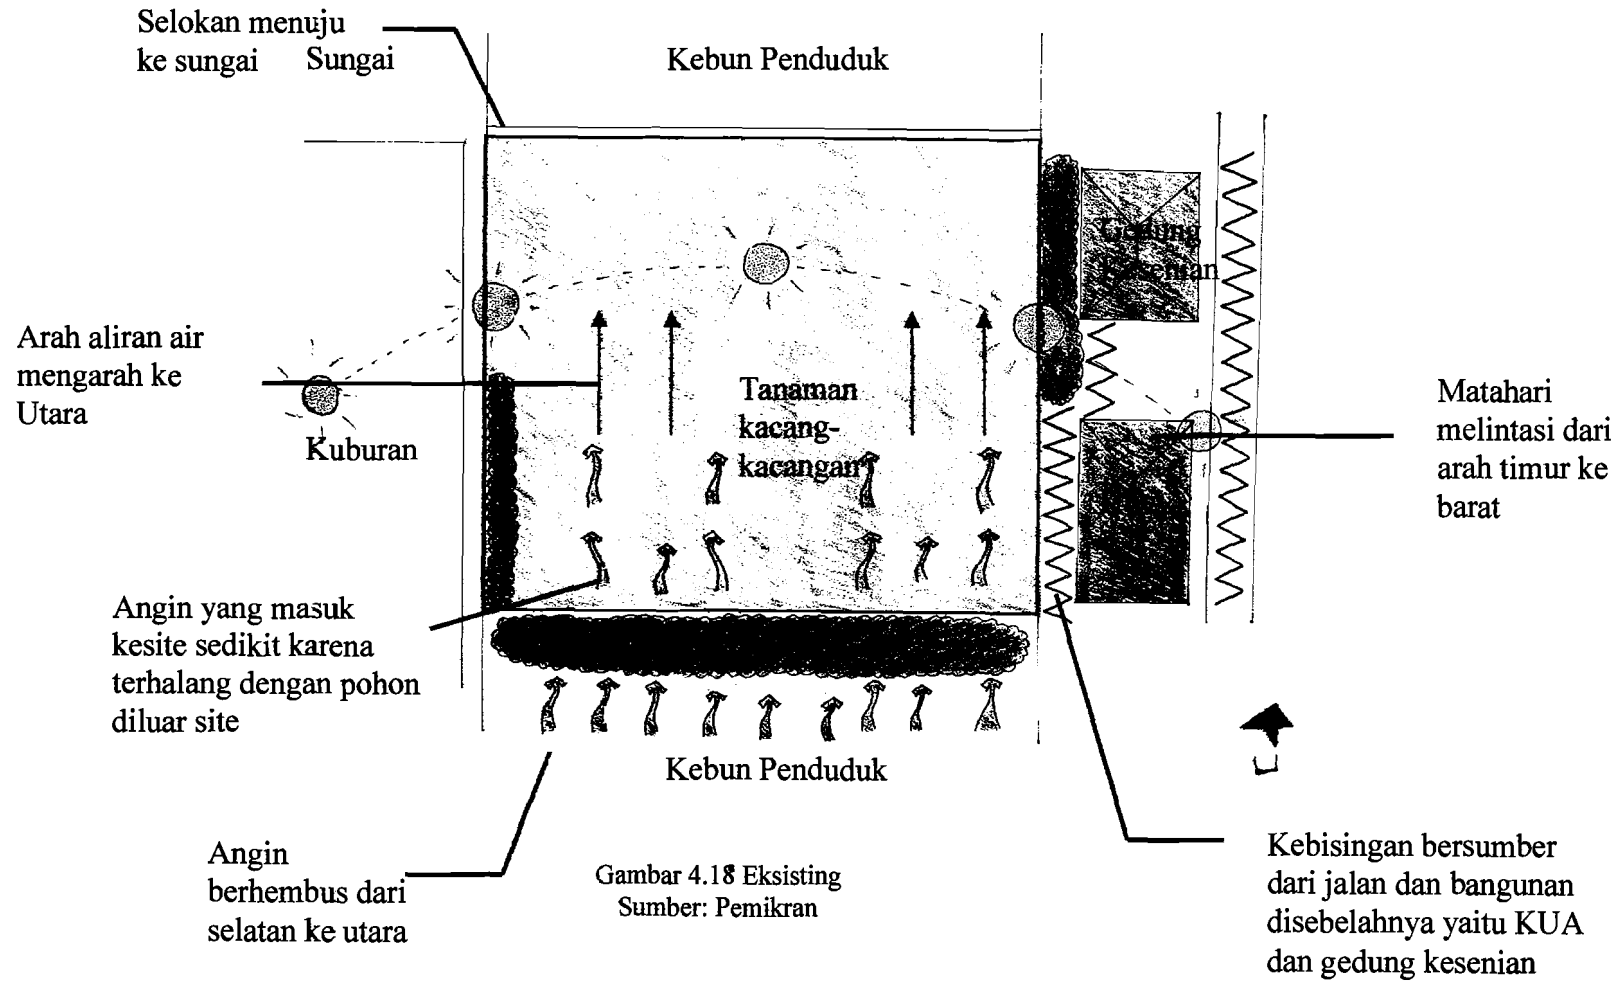 Selokan menuju
ke sungai
Sungai
Kebun Penduduk
Gedung
Kesenian
Arah aliran air
mengarah ke
Utara
Kuburan
Tanaman
kacang-
kacangan
Matahari
melintasi dari
arah timur ke
barat
Angin yang masuk
kesite sedikit karena
terhalang dengan pohon
diluar site
Kebun Penduduk
U
Angin
berhembus dari
selatan ke utara
Gambar 4.18 Eksisting
Sumber: Pemikran
Kebisingan bersumber
dari jalan dan bangunan
disebelahnya yaitu KUA
dan gedung kesenian